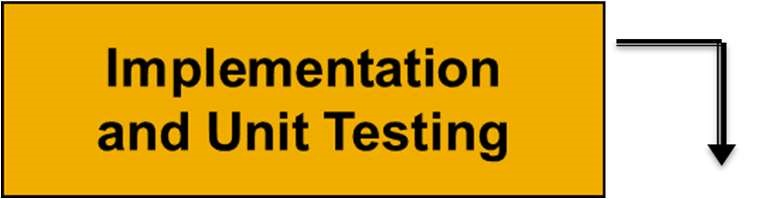 Implementation
and Unit Testing